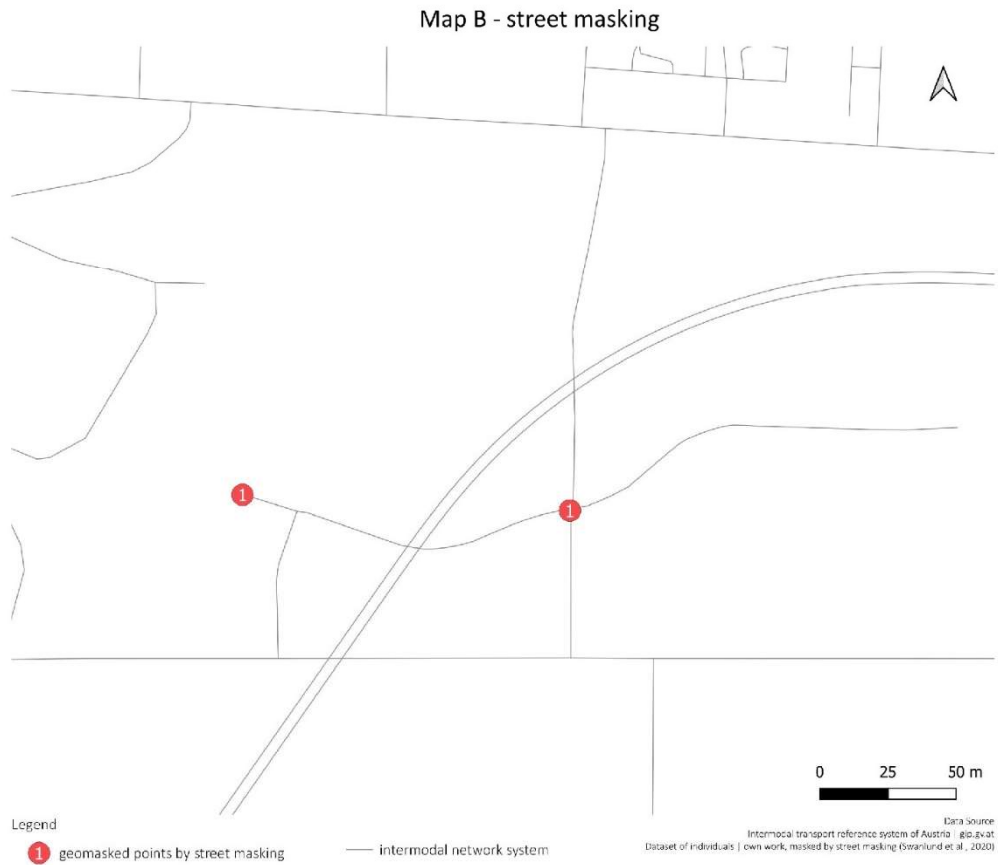 Map B - street masking
1
1
0 25 50 m
Legend
1 geomasked points by street masking
intermodal network system
Data Source
Intermodal transport reference system of Austria | gip.gv.at
Dataset of individuals | own work, masked by street masking (Swanlund et al., 2020)